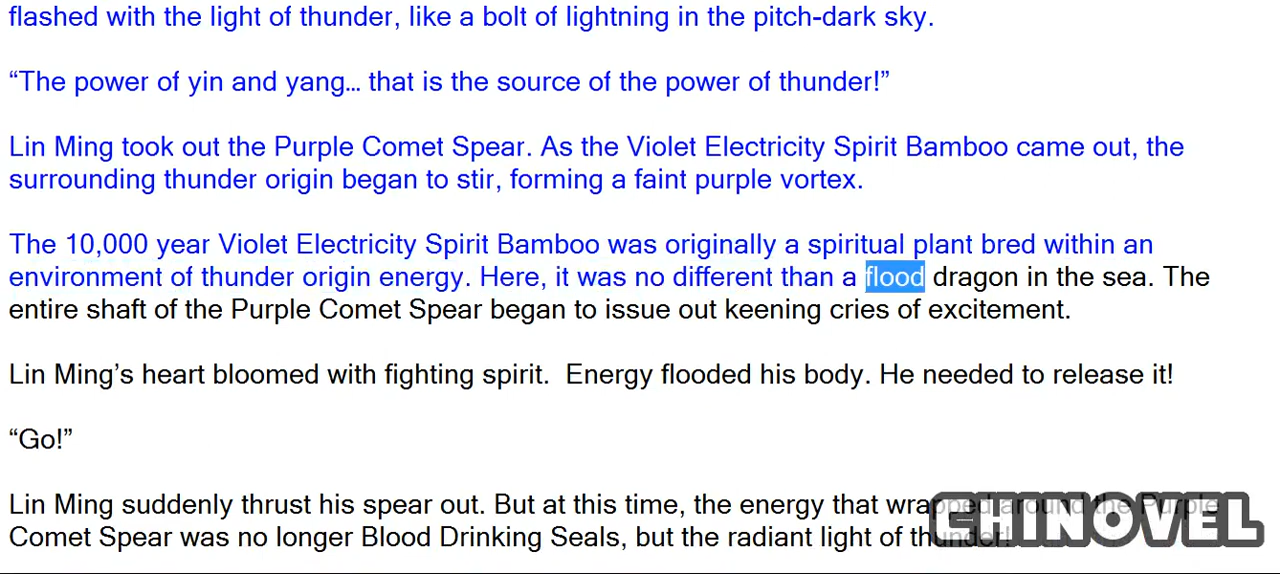 flashed with the light of thunder, like a bolt of lightning in the pitch-dark sky.
“The power of yin and yang... that is the source of the power of thunder!”
Lin Ming took out the Purple Comet Spear. As the Violet Electricity Spirit Bamboo came out, the
surrounding thunder origin began to stir, forming a faint purple vortex.
The 10,000 year Violet Electricity Spirit Bamboo was originally a spiritual plant bred within an
environment of thunder origin energy. Here, it was no different than a flood dragon in the sea. The
entire shaft of the Purple Comet Spear began to issue out keening cries of excitement.
Lin Ming’s heart bloomed with fighting spirit.  Energy flooded his body. He needed to release it!
“Go!”
Lin Ming suddenly thrust his spear out. But at this time, the energy that wrapped around the Purple
Comet Spear was no longer Blood Drinking Seals, but the radiant light of thunder!
CHINOVEL